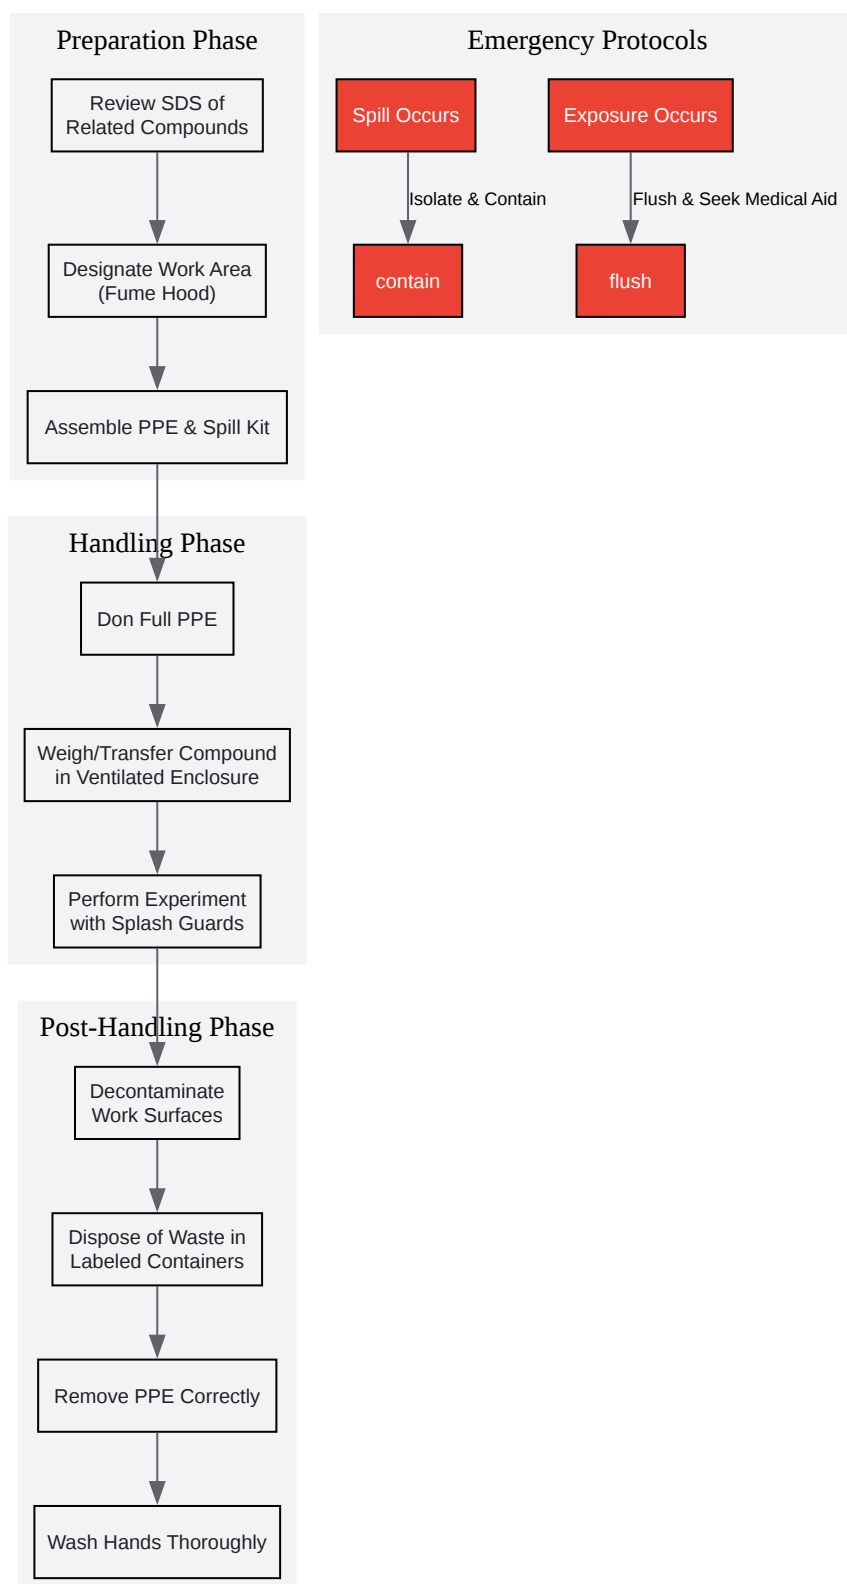 Preparation Phase
Review SDS of
Related Compounds
Designate Work Area
(Fume Hood)
Assemble PPE & Spill Kit
Handling Phase
Don Full PPE
Weigh/Transfer Compound
in Ventilated Enclosure
Perform Experiment
with Splash Guards
Post-Handling Phase
Decontaminate
Work Surfaces
Dispose of Waste in
Labeled Containers
Remove PPE Correctly
Wash Hands Thoroughly
Emergency Protocols
Spill Occurs
Isolate & Contain
contain
Exposure Occurs
Flush & Seek Medical Aid
flush